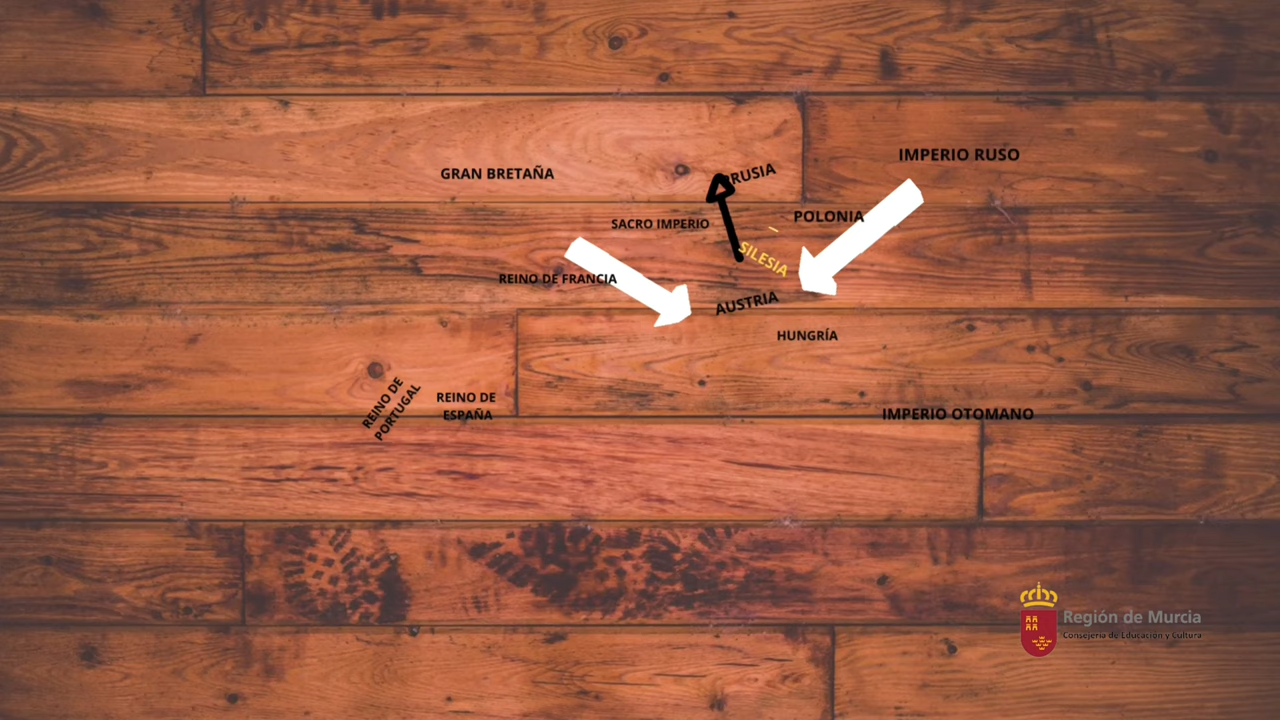 IMPERIO RUSO
GRAN BRETAÑA
RUSIA
POLONIA
SACRO IMPERIO
SILESIA
REINO DE FRANCIA
AUSTRIA
HUNGRÍA
REINO DE
PORTUGAL
REINO DE
ESPAÑA
IMPERIO OTOMANO
Región de Murcia
Consejería de Educación y Cultura